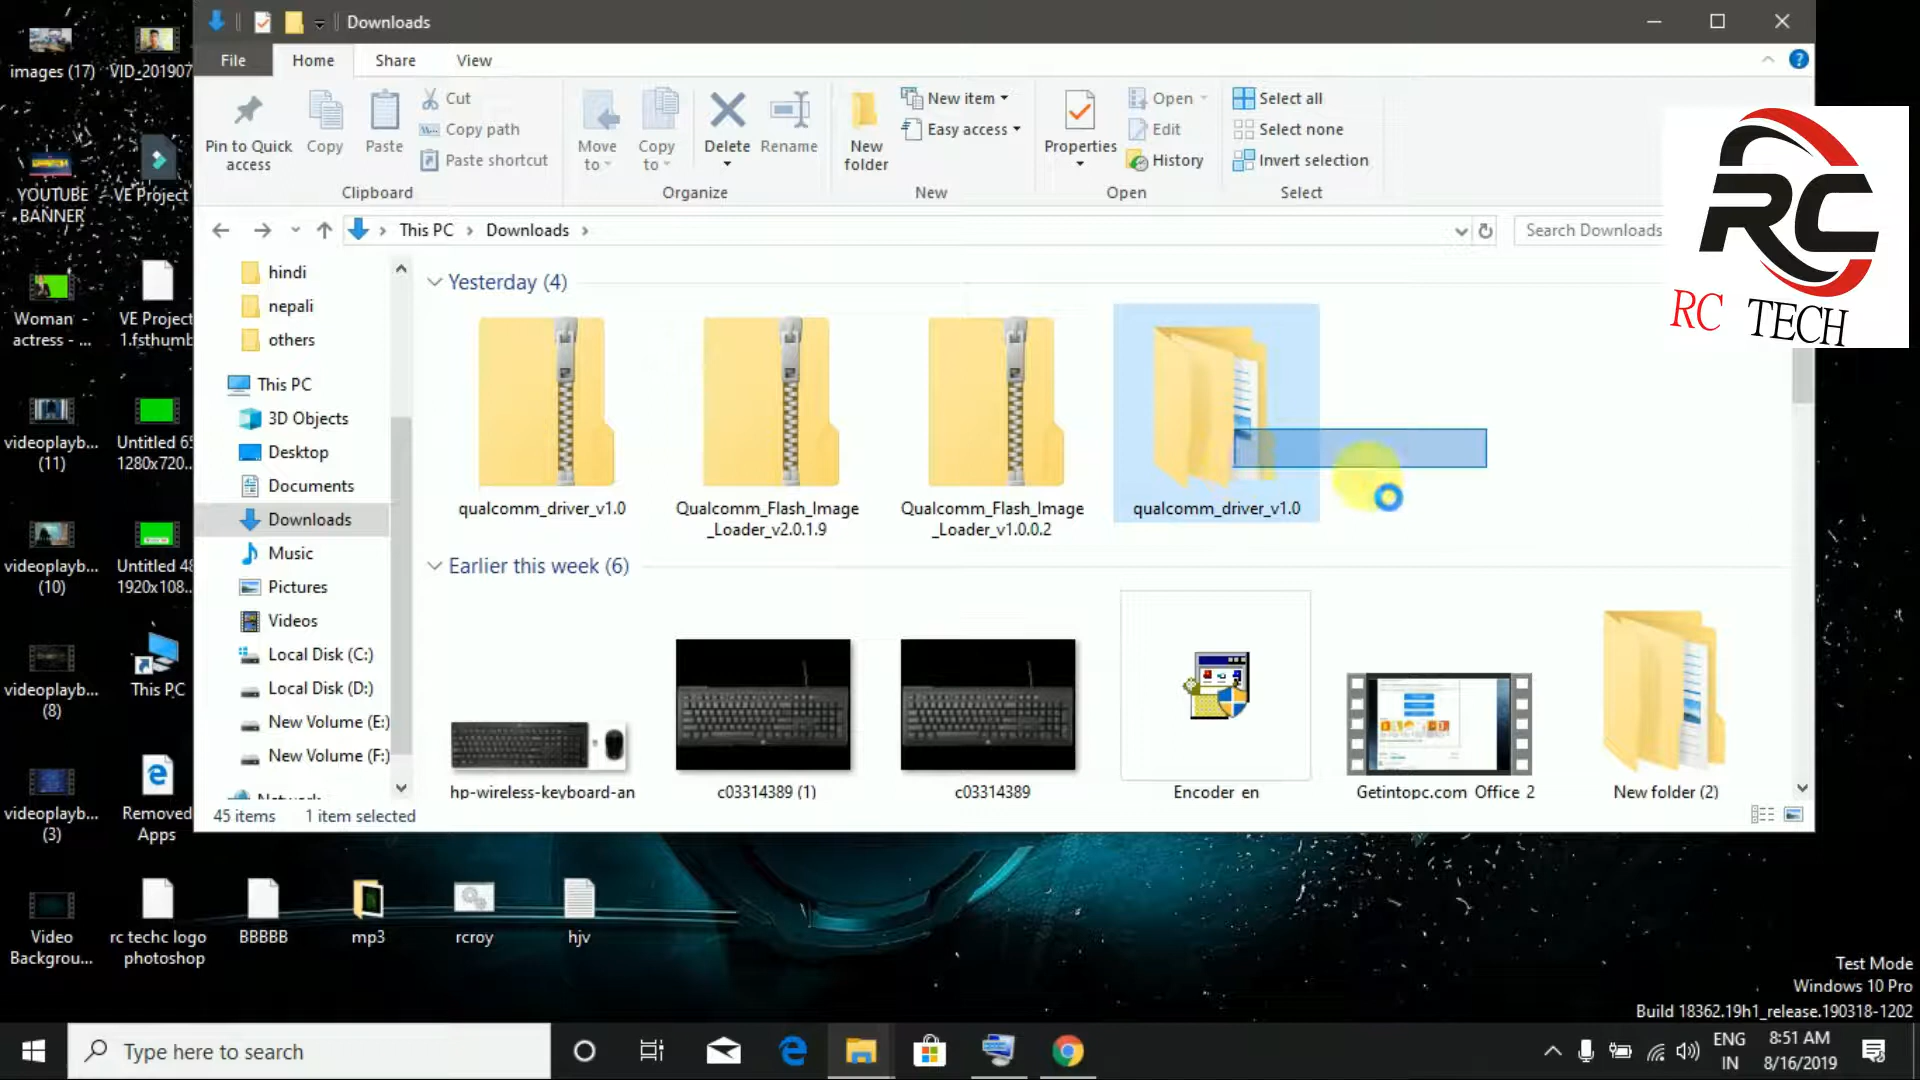 Downloads
File
Home
Share
View
Pin to Quick access
Copy
Paste
Cut
Copy path
Paste shortcut
Clipboard
Move to
Copy to
Delete
Rename
Organize
New folder
New item
Easy access
New
Properties
Open
Edit
History
Open
Select all
Select none
Invert selection
Select
This PC
Downloads
Search Downloads
RC
RC TECH
hindi
nepali
others
This PC
3D Objects
Desktop
Documents
Downloads
Music
Pictures
Videos
Local Disk (C:)
Local Disk (D:)
New Volume (E:)
New Volume (F:)
Yesterday (4)
qualcomm_driver_v1.0
Qualcomm_Flash_Image
_Loader_v2.0.1.9
Qualcomm_Flash_Image
_Loader_v1.0.0.2
qualcomm_driver_v1.0
Earlier this week (6)
hp-wireless-keyboard-an
c03314389 (1)
c03314389
Encoder en
Getintopc.com Office 2
New folder (2)
45 items
1 item selected
images (17)
VID_201907
YOUTUBE
BANNER
VE Project
Woman -
actress - ...
VE Project
1.fsthumb
videoplayb...
(11)
Untitled 65
1280x720...
videoplayb...
(10)
Untitled 48
1920x108...
videoplayb...
(8)
This PC
videoplayb...
(3)
Removed
Apps
Video
Backgrou...
rc techc logo
photoshop
BBBBB
mp3
rcroy
hjv
Test Mode
Windows 10 Pro
Build 18362.19h1_release.190318-1202
Type here to search
ENG
IN
8:51 AM
8/16/2019